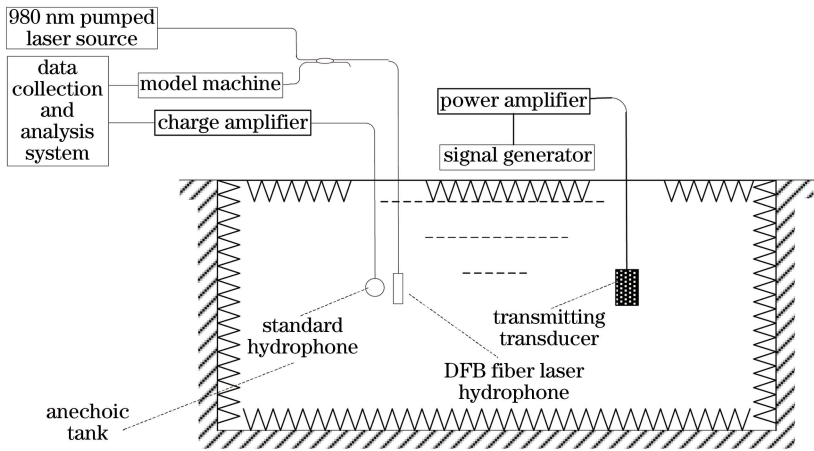 980 nm pumped
laser source
data
collection
and
analysis
system
model machine
charge amplifier
power amplifier
signal generator
standard
hydrophone
transmitting
transducer
DFB fiber laser
hydrophone
anechoic
tank